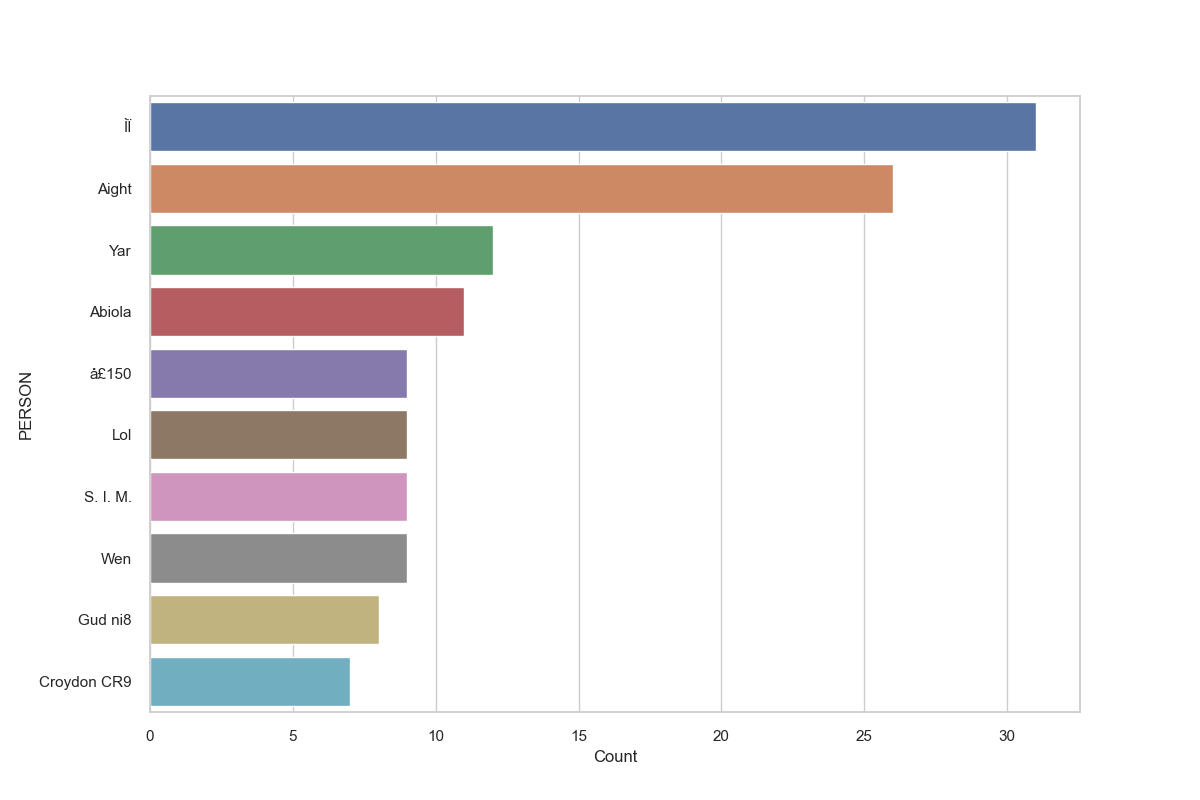 ÌÏ
Aight
Yar
Abiola
å£150
Lol
S. I. M.
Wen
Gud ni8
Croydon CR9
PERSON
0 5 10 15 20 25 30
Count